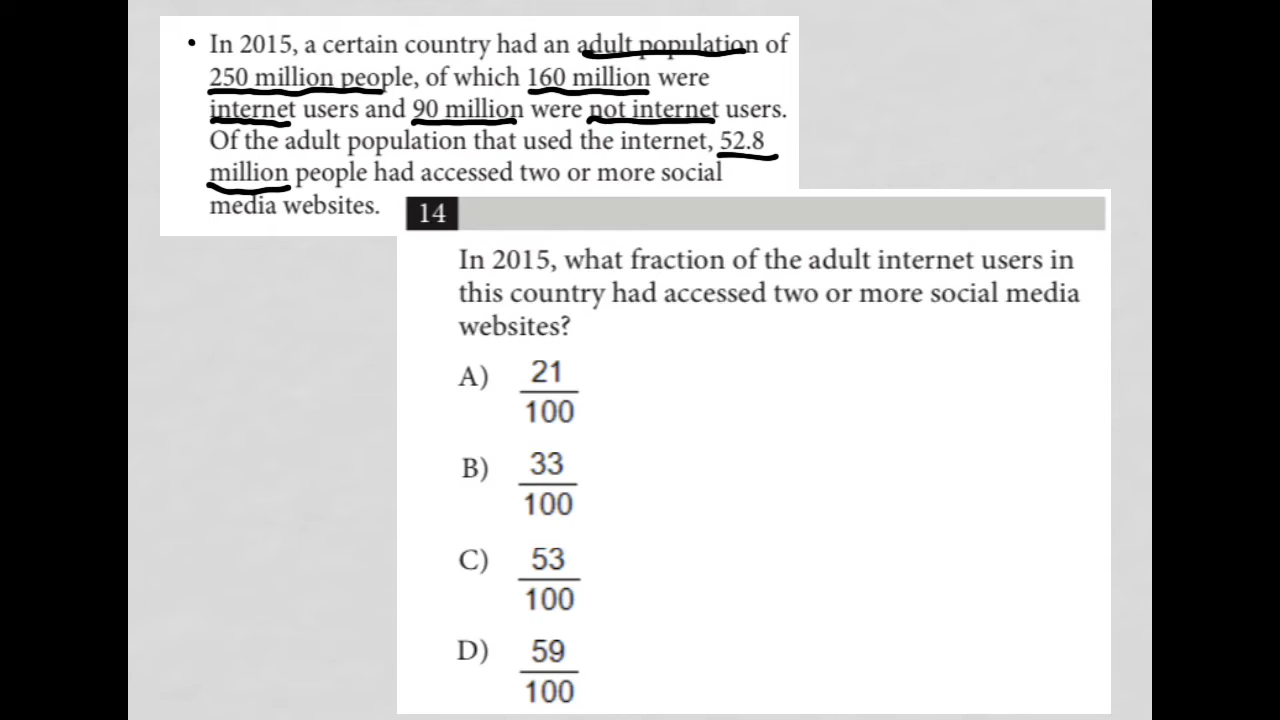 • In 2015, a certain country had an adult population of
250 million people, of which 160 million were
internet users and 90 million were not internet users.
Of the adult population that used the internet, 52.8
million people had accessed two or more social
media websites.
14
In 2015, what fraction of the adult internet users in
this country had accessed two or more social media
websites?
A) 21/100
B) 33/100
C) 53/100
D) 59/100